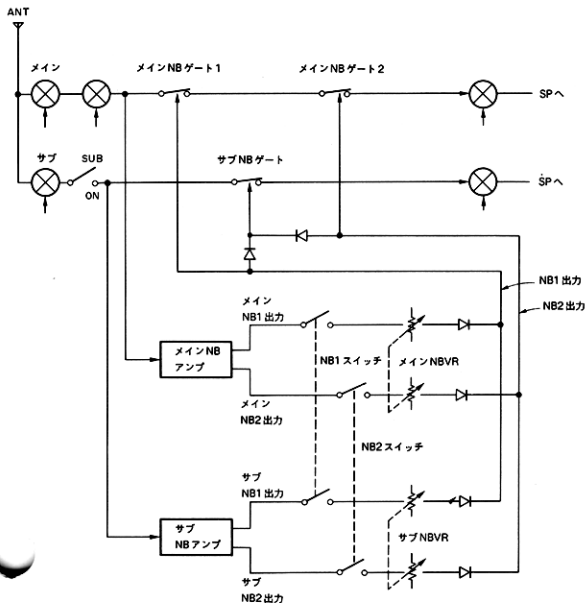 ANT
メイン
メインNBゲート1
メインNBゲート2
SPへ
サブ
SUB
ON
サブNBゲート
SPへ
NB1出力
NB2出力
メイン
NB1出力
メインNB
アンプ
NB1スイッチ
メインNBVR
メイン
NB2出力
NB2スイッチ
サブ
NB1出力
サブ
NBアンプ
サブNBVR
サブ
NB2出力